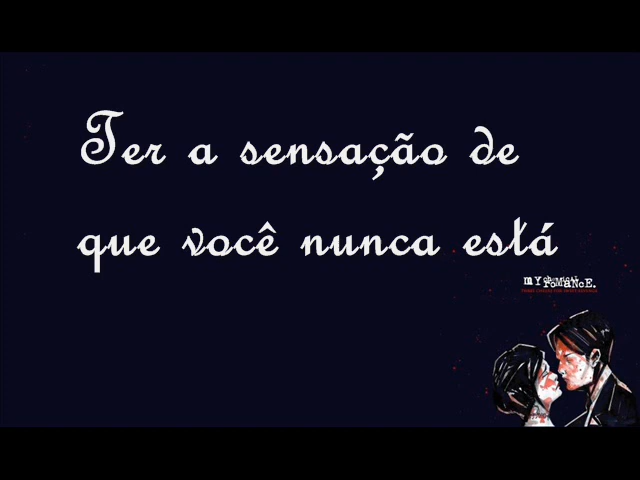 Ter a sensação de
que você nunca está
MY CHEMICAL ROMANCE.